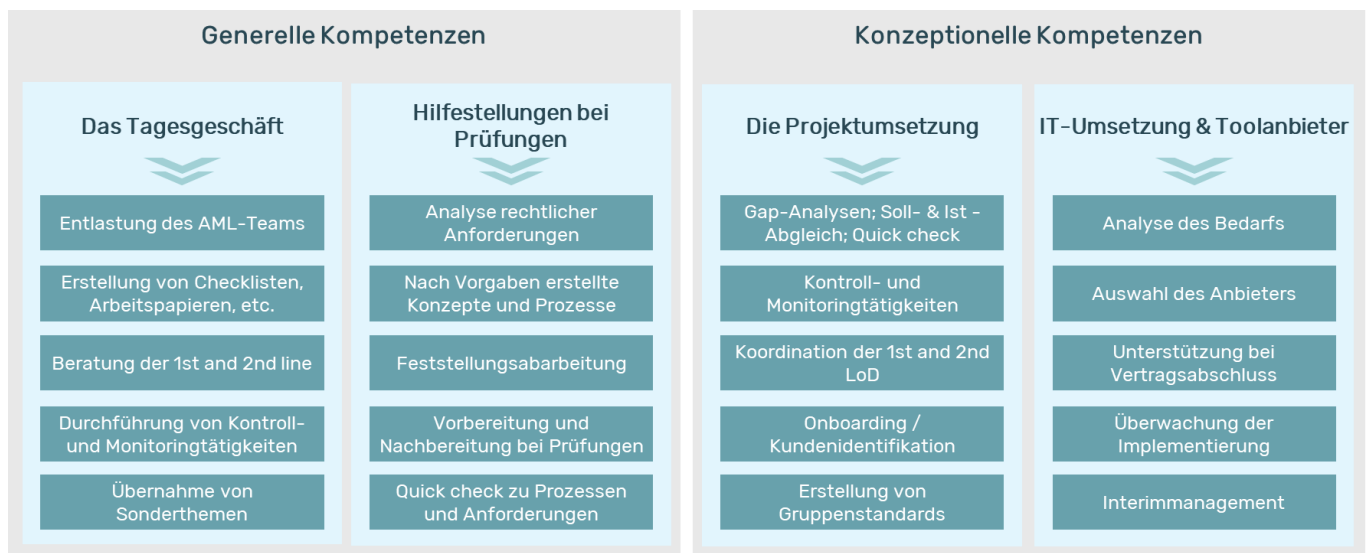 Generelle Kompetenzen
Das Tagesgeschäft
Entlastung des AML-Teams
Erstellung von Checklisten,
Arbeitspapieren, etc.
Beratung der 1st and 2nd line
Durchführung von Kontroll-
und Monitoringtätigkeiten
Übernahme von
Sonderthemen
Hilfestellungen bei
Prüfungen
Analyse rechtlicher
Anforderungen
Nach Vorgaben erstellte
Konzepte und Prozesse
Feststellungsabarbeitung
Vorbereitung und
Nachbereitung bei Prüfungen
Quick check zu Prozessen
und Anforderungen
Konzeptionelle Kompetenzen
Die Projektumsetzung
Gap-Analysen; Soll- & Ist -
Abgleich; Quick check
Kontroll- und
Monitoringtätigkeiten
Koordination der 1st and 2nd
LoD
Onboarding /
Kundenidentifikation
Erstellung von
Gruppenstandards
IT-Umsetzung & Toolanbieter
Analyse des Bedarfs
Auswahl des Anbieters
Unterstützung bei
Vertragsabschluss
Überwachung der
Implementierung
Interimmanagement